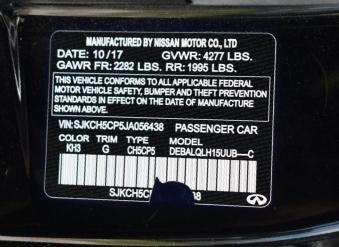 MANUFACTURED BY NISSAN MOTOR CO., LTD
DATE: 10/17 GVWR: 4277 LBS.
GAWR FR: 2282 LBS. RR: 1995 LBS.
THIS VEHICLE CONFORMS TO ALL APPLICABLE FEDERAL
MOTOR VEHICLE SAFETY, BUMPER AND THEFT PREVENTION
STANDARDS IN EFFECT ON THE DATE OF MANUFACTURE
SHOWN ABOVE.
VIN: SJKCH5CP5JA056438 PASSENGER CAR
COLOR TRIM TYPE MODEL
KH3 G CH5CP5 DEBALQLH15UUB--C
SJKCH5CP 38